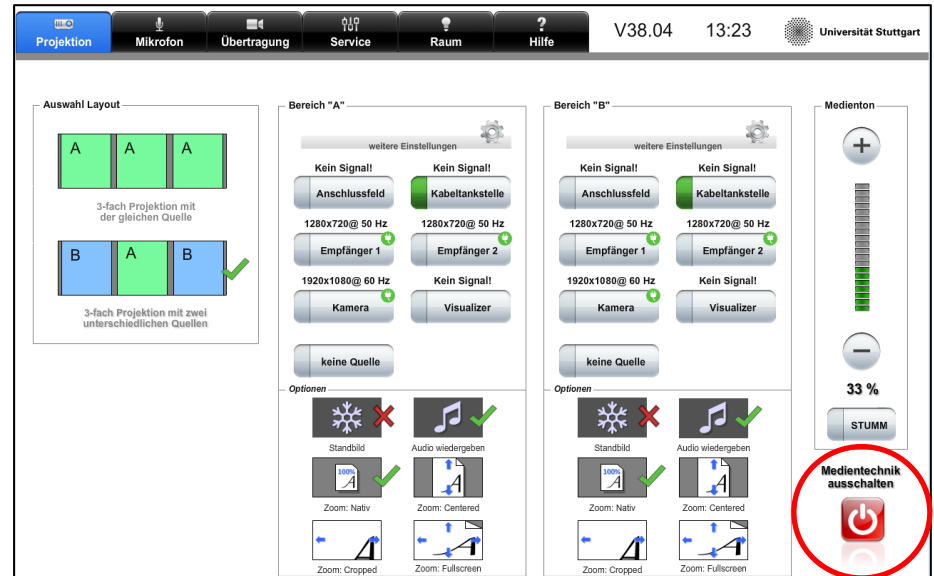 Projektion
Mikrofon
Übertragung
Service
? Hilfe
Raum
V38.04
13:23
Universität Stuttgart
Auswahl Layout
A A A
3-fach Projektion mit
der gleichen Quelle
B A B
3-fach Projektion mit zwei
unterschiedlichen Quellen
Bereich "A"
weitere Einstellungen
Kein Signal! Kein Signal!
Anschlussfeld Kabeltankstelle
1280x720@ 50 Hz 1280x720@ 50 Hz
Empfänger 1 Empfänger 2
1920x1080@ 60 Hz Kein Signal!
Kamera Visualizer
keine Quelle
Optionen
Standbild Audio wiedergeben
100% A A
Zoom: Nativ Zoom: Centered
A A
Zoom: Cropped Zoom: Fullscreen
Bereich "B"
weitere Einstellungen
Kein Signal! Kein Signal!
Anschlussfeld Kabeltankstelle
1280x720@ 50 Hz 1280x720@ 50 Hz
Empfänger 1 Empfänger 2
1920x1080@ 60 Hz Kein Signal!
Kamera Visualizer
keine Quelle
Optionen
Standbild Audio wiedergeben
100% A A
Zoom: Nativ Zoom: Centered
A A
Zoom: Cropped Zoom: Fullscreen
Medienton
+
−
33 %
STUMM
Medientechnik
ausschalten